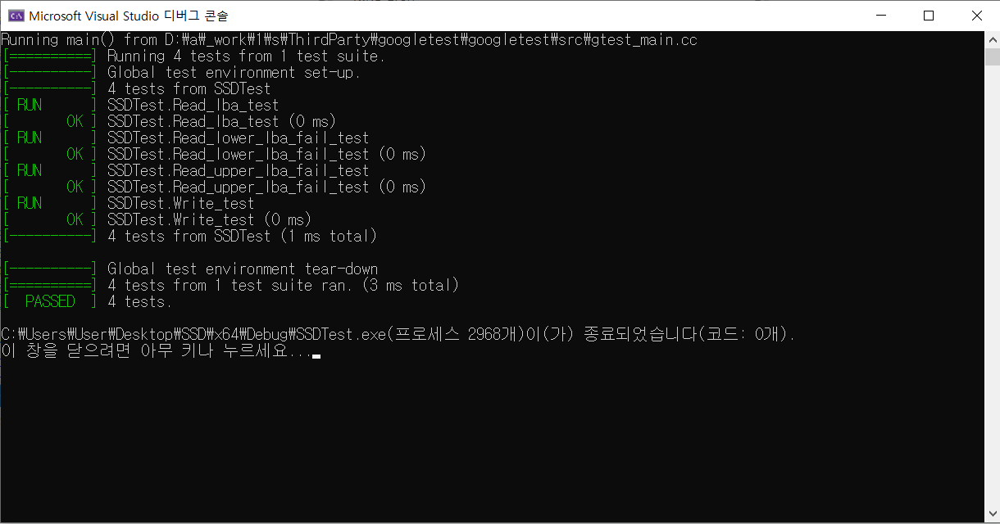 Microsoft Visual Studio 디버그 콘솔
Running main() from D:₩a₩_work₩1₩s₩ThirdParty₩googletest₩googletest₩src₩gtest_main.cc
[==========] Running 4 tests from 1 test suite.
[----------] Global test environment set-up.
[----------] 4 tests from SSDTest
[ RUN      ] SSDTest.Read_lba_test
[       OK ] SSDTest.Read_lba_test (0 ms)
[ RUN      ] SSDTest.Read_lower_lba_fail_test
[       OK ] SSDTest.Read_lower_lba_fail_test (0 ms)
[ RUN      ] SSDTest.Read_upper_lba_fail_test
[       OK ] SSDTest.Read_upper_lba_fail_test (0 ms)
[ RUN      ] SSDTest.Write_test
[       OK ] SSDTest.Write_test (0 ms)
[----------] 4 tests from SSDTest (1 ms total)
[----------] Global test environment tear-down
[==========] 4 tests from 1 test suite ran. (3 ms total)
[  PASSED  ] 4 tests.
C:₩Users₩User₩Desktop₩SSD₩x64₩Debug₩SSDTest.exe(프로세스 2968개)이(가) 종료되었습니다(코드: 0개).
이 창을 닫으려면 아무 키나 누르세요...